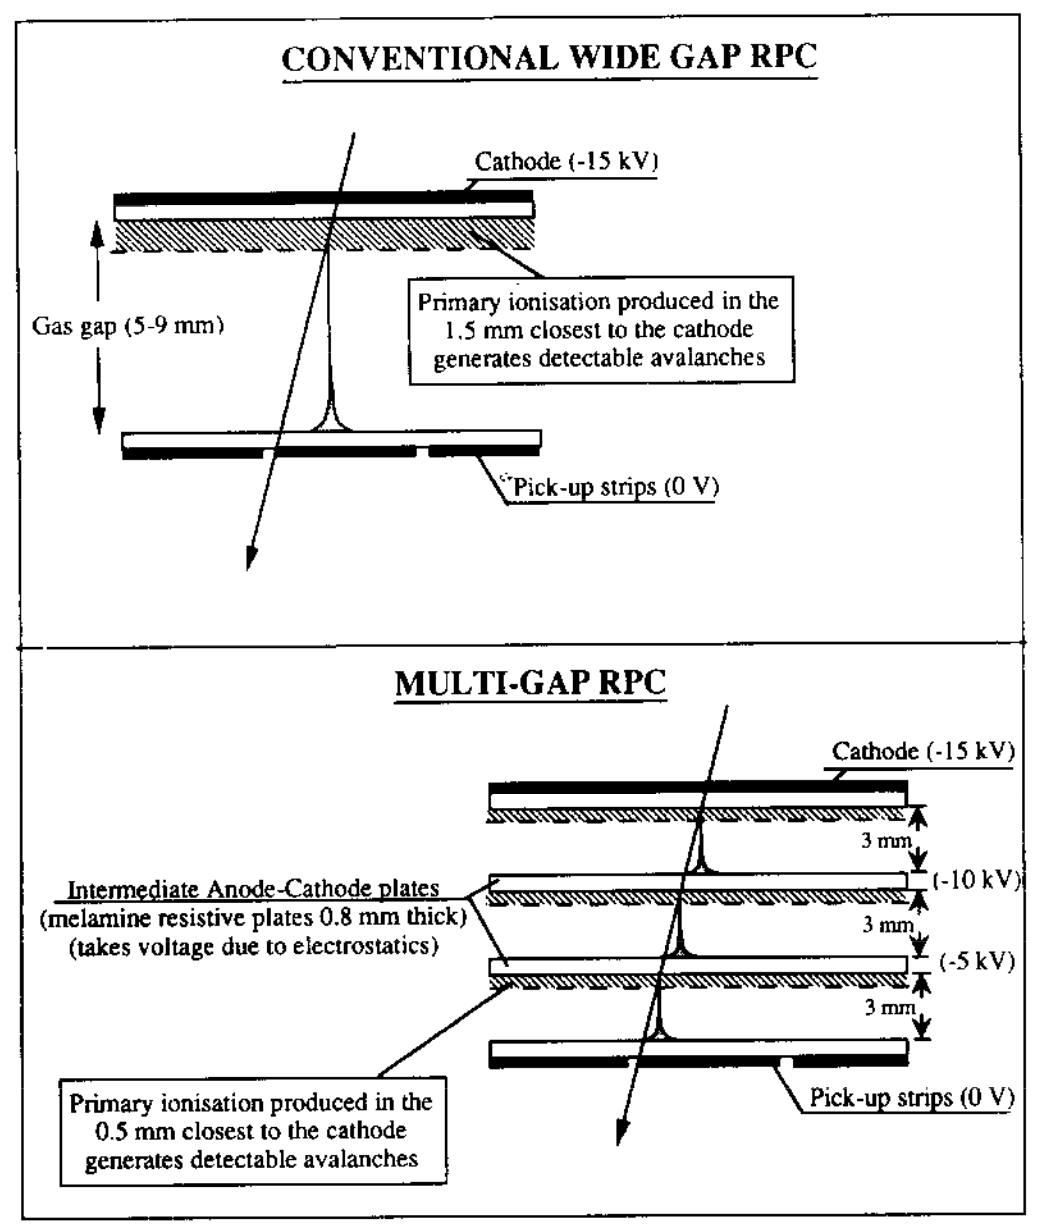 CONVENTIONAL WIDE GAP RPC
Cathode (-15 kV)
Gas gap (5-9 mm)
Primary ionisation produced in the
1.5 mm closest to the cathode
generates detectable avalanches
Pick-up strips (0 V)
MULTI-GAP RPC
Cathode (-15 kV)
3 mm
(-10 kV)
Intermediate Anode-Cathode plates
(melamine resistive plates 0.8 mm thick)
(takes voltage due to electrostatics)
3 mm
(-5 kV)
3 mm
Primary ionisation produced in the
0.5 mm closest to the cathode
generates detectable avalanches
Pick-up strips (0 V)